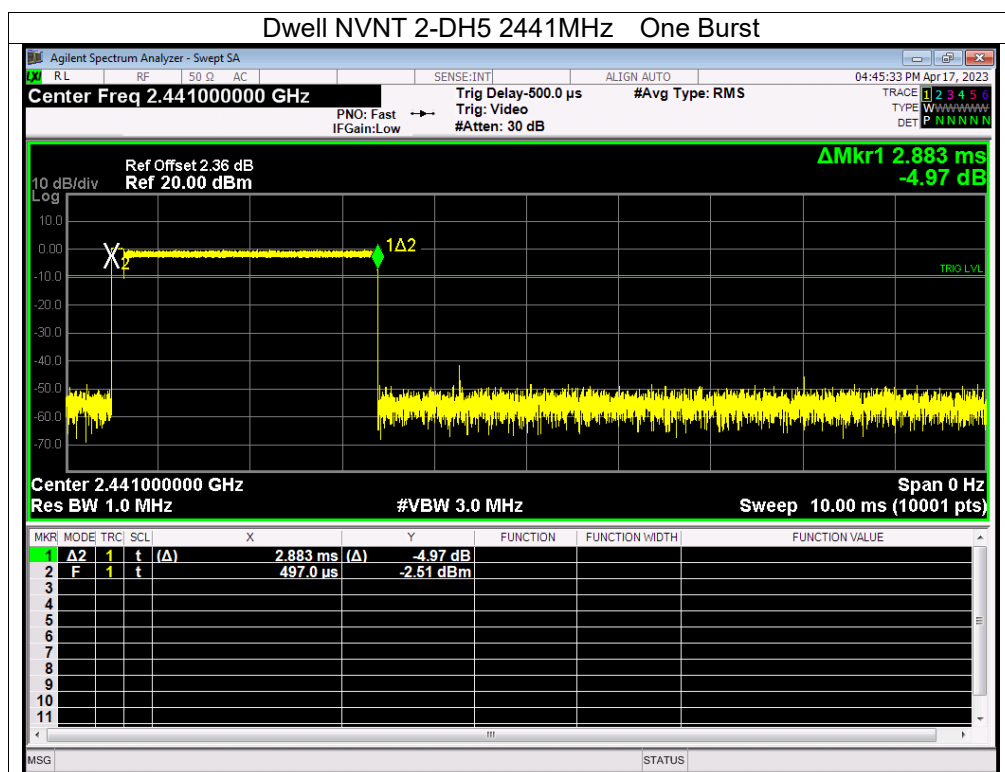 Dwell NVNT 2-DH5 2441MHz One Burst
Agilent Spectrum Analyzer - Swept SA
LXI RL RF 50 Ω AC SENSE:INT ALIGN AUTO 04:45:33 PM Apr 17, 2023
Center Freq 2.441000000 GHz
PNO: Fast
IFGain:Low
Trig Delay-500.0 µs
Trig: Video
#Atten: 30 dB
#Avg Type: RMS
TRACE 1 2 3 4 5 6
TYPE WWWWWW
DET P N N N N N
ΔMkr1 2.883 ms
-4.97 dB
Ref Offset 2.36 dB
10 dB/div Ref 20.00 dBm
Log
10.0
0.00
-10.0
-20.0
-30.0
-40.0
-50.0
-60.0
-70.0
X2
1Δ2
TRIG LVL
Center 2.441000000 GHz Span 0 Hz
Res BW 1.0 MHz #VBW 3.0 MHz Sweep 10.00 ms (10001 pts)
MKR MODE TRC SCL X Y FUNCTION FUNCTION WIDTH FUNCTION VALUE
1 Δ2 1 t (Δ) 2.883 ms (Δ) -4.97 dB
2 F 1 t 497.0 µs -2.51 dBm
3
4
5
6
7
8
9
10
11
MSG STATUS